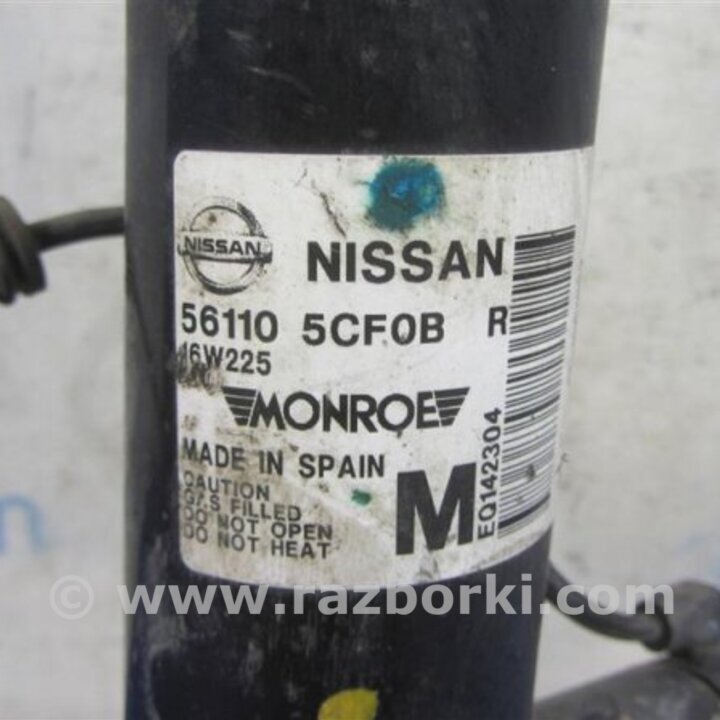 NISSAN
NISSAN
56110 5CF0B R
16W225
MONROE
MADE IN SPAIN
CAUTION
GAS FILLED
DO NOT OPEN
DO NOT HEAT
M
EQ142304
© www.razborki.com